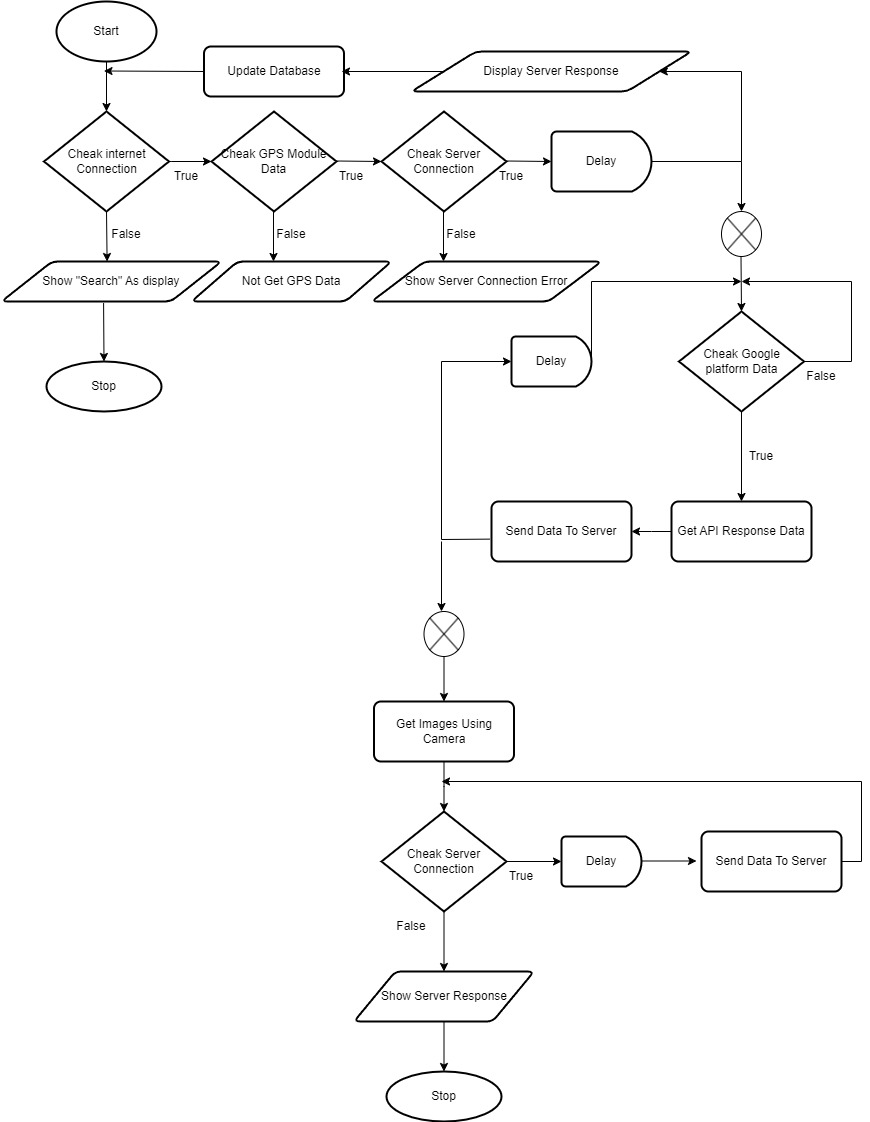 Start
Update Database
Display Server Response
Cheak internet
Connection
True
Cheak GPS Module
Data
True
Cheak Server
Connection
True
Delay
False
False
False
Show "Search" As display
Not Get GPS Data
Show Server Connection Error
Stop
Delay
Cheak Google
platform Data
False
True
Send Data To Server
Get API Response Data
Get Images Using
Camera
Cheak Server
Connection
True
Delay
Send Data To Server
False
Show Server Response
Stop